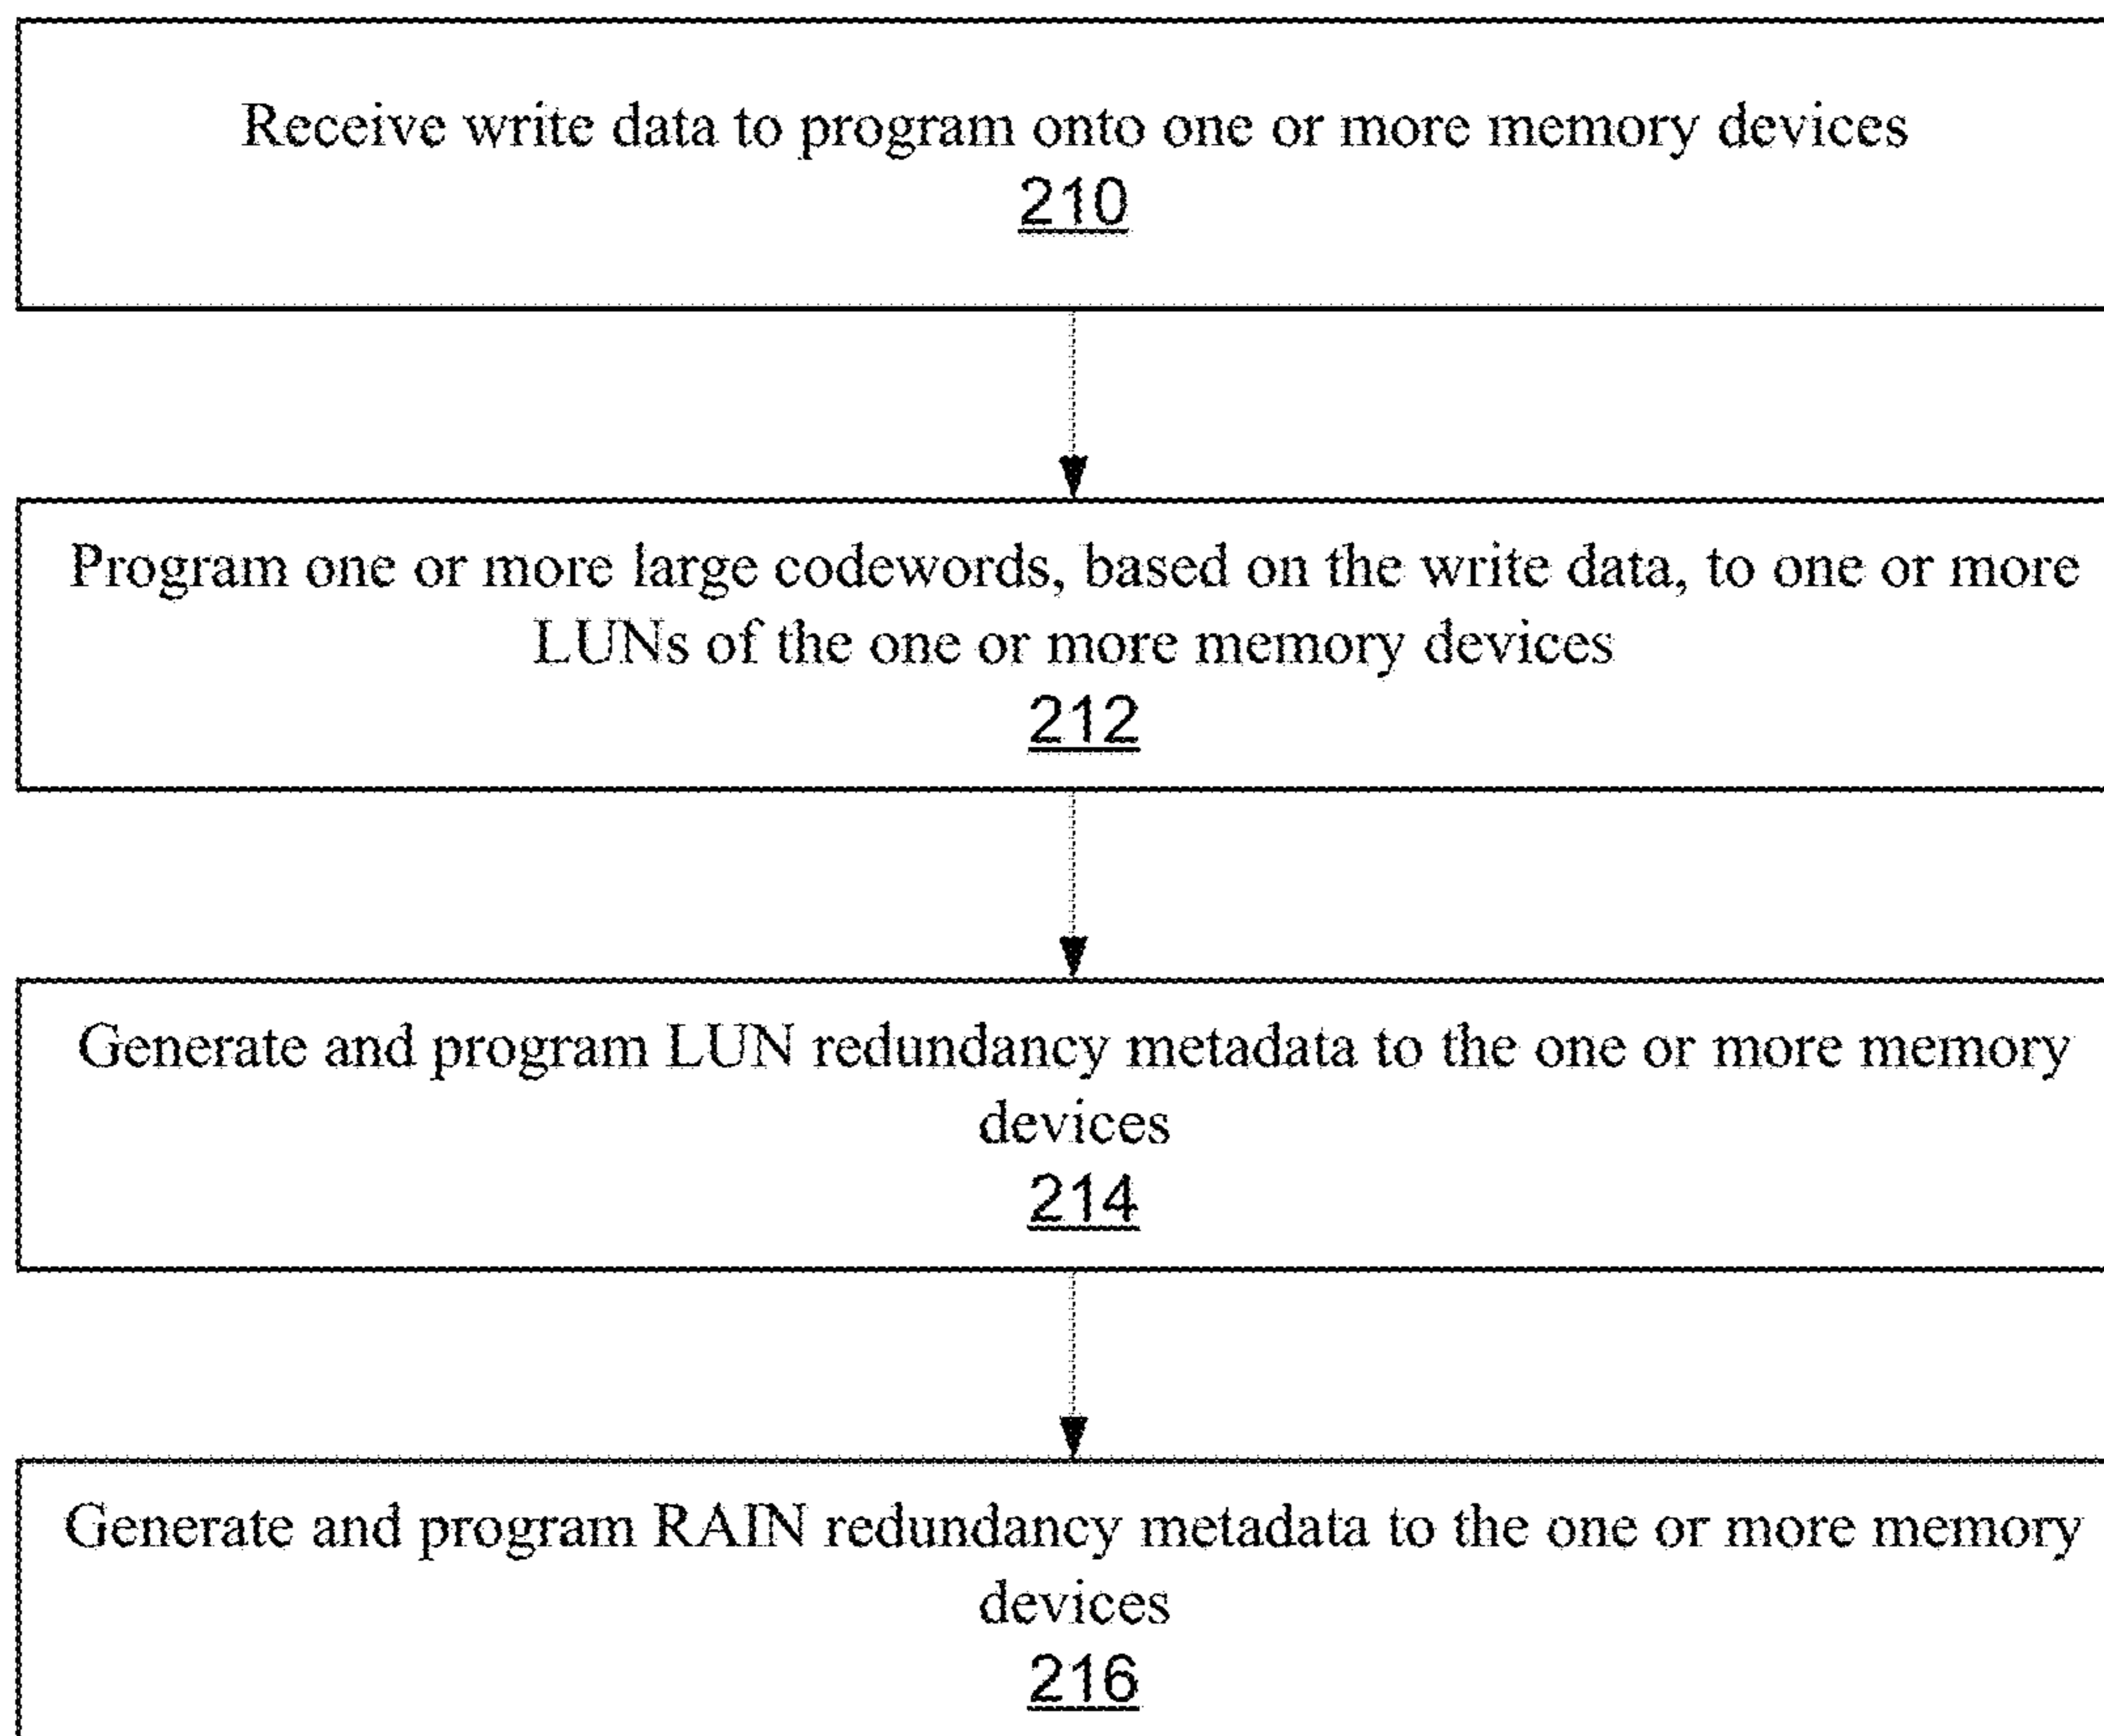 Receive write data to program onto one or more memory devices
210
Program one or more large codewords, based on the write data, to one or more
LUNs of the one or more memory devices
212
Generate and program LUN redundancy metadata to the one or more memory
devices
214
Generate and program RAIN redundancy metadata to the one or more memory
devices
216